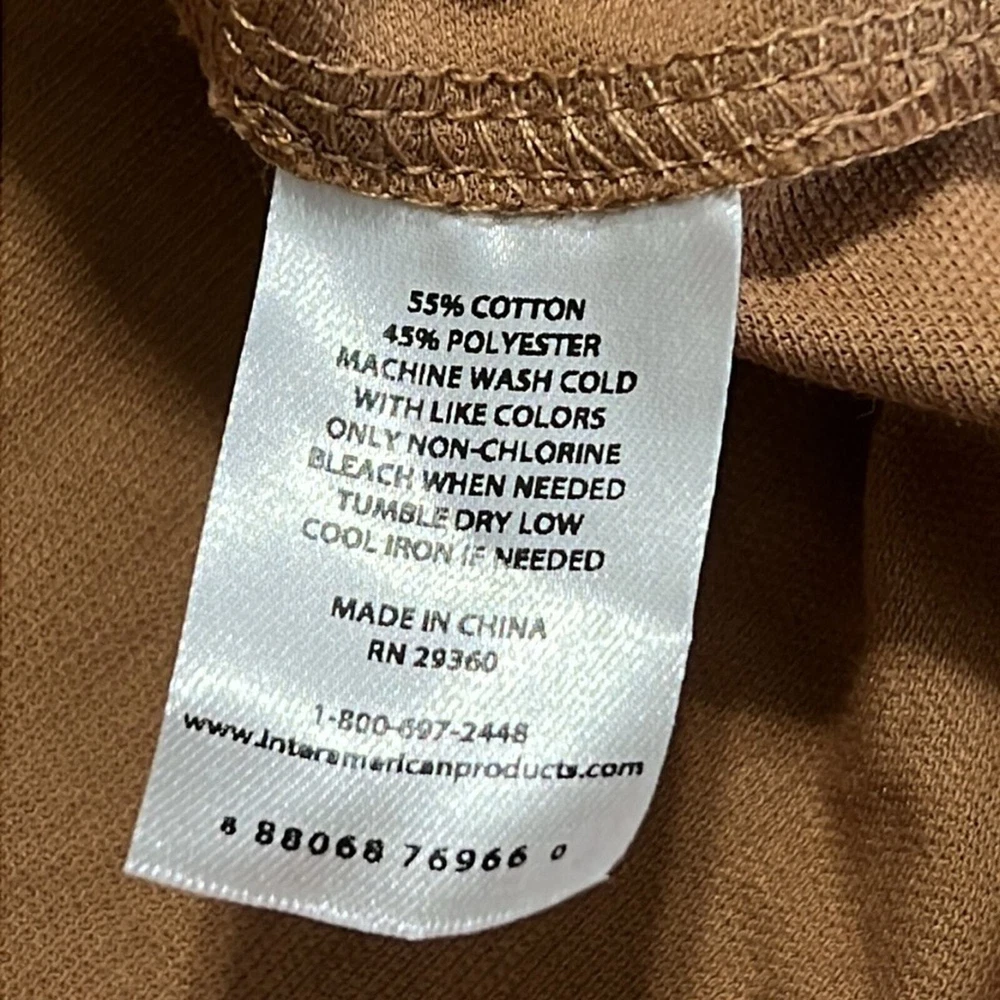 55% COTTON
45% POLYESTER
MACHINE WASH COLD
WITH LIKE COLORS
ONLY NON-CHLORINE
BLEACH WHEN NEEDED
TUMBLE DRY LOW
COOL IRON IF NEEDED
MADE IN CHINA
RN 29360
1-800-697-2448
www.Interamericanproducts.com
8 88068 76966 0